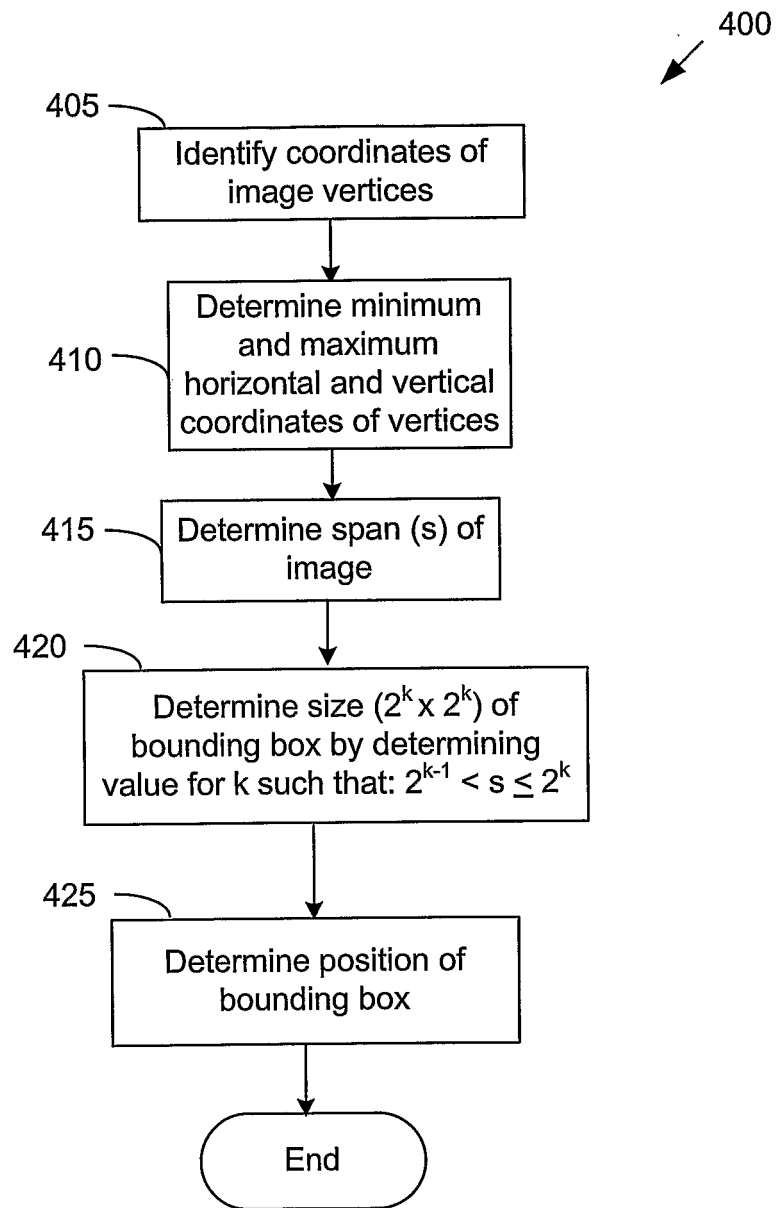 400
405
Identify coordinates of
image vertices
410
Determine minimum
and maximum
horizontal and vertical
coordinates of vertices
415
Determine span (s) of
image
420
Determine size (2^k x 2^k) of
bounding box by determining
value for k such that: 2^{k-1} < s ≤ 2^k
425
Determine position of
bounding box
End